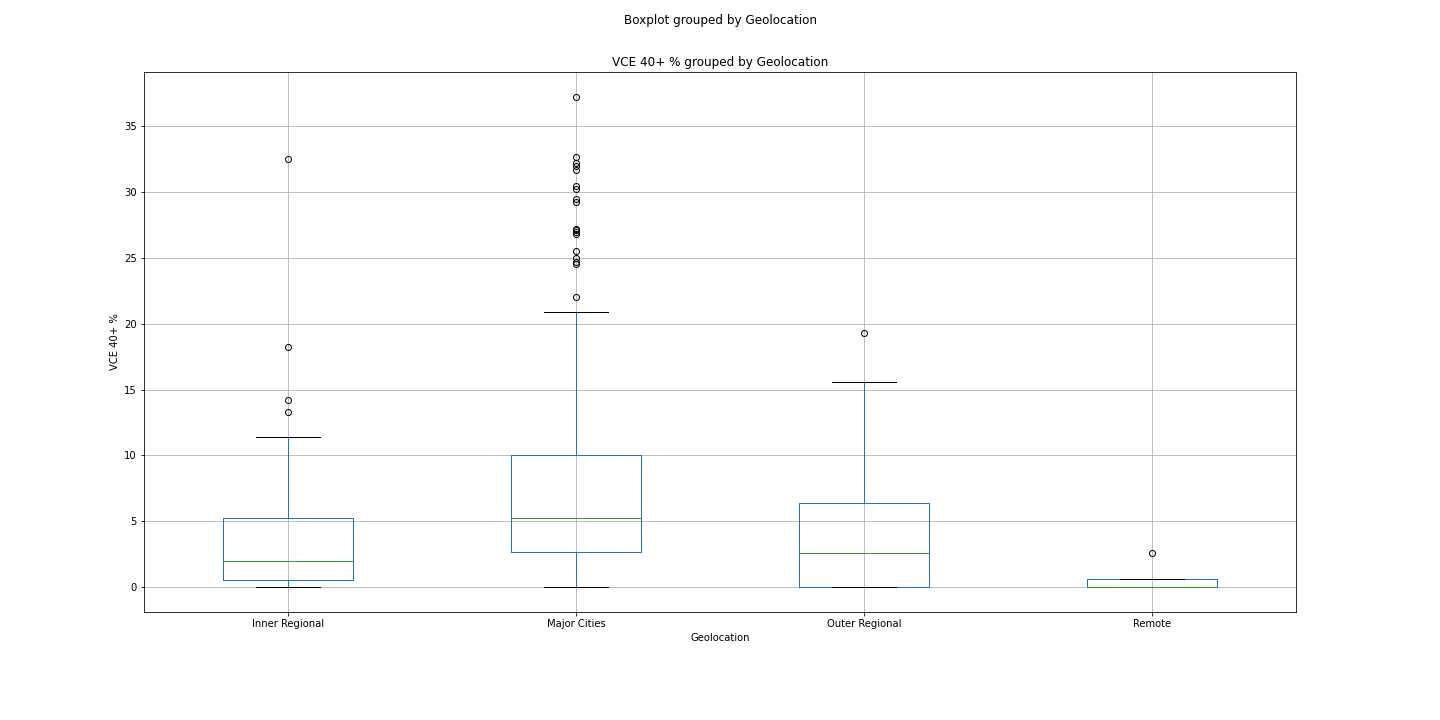 Boxplot grouped by Geolocation
VCE 40+ % grouped by Geolocation
35
30
25
20
15
10
5
0
VCE 40+ %
Inner Regional
Major Cities
Outer Regional
Remote
Geolocation